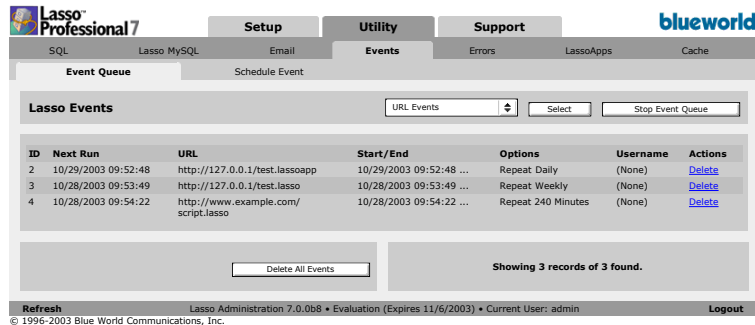 Lasso™
Professional 7
Setup Utility Support
blueworld
SQL Lasso MySQL Email Events Errors LassoApps Cache
Event Queue Schedule Event
Lasso Events URL Events Select Stop Event Queue
ID Next Run URL Start/End Options Username Actions
2 10/29/2003 09:52:48 http://127.0.0.1/test.lassoapp 10/29/2003 09:52:48 ... Repeat Daily (None) Delete
3 10/28/2003 09:53:49 http://127.0.0.1/test.lasso 10/28/2003 09:53:49 ... Repeat Weekly (None) Delete
4 10/28/2003 09:54:22 http://www.example.com/ 10/28/2003 09:54:22 ... Repeat 240 Minutes (None) Delete
script.lasso
Delete All Events Showing 3 records of 3 found.
Refresh Lasso Administration 7.0.0b8 • Evaluation (Expires 11/6/2003) • Current User: admin Logout
© 1996-2003 Blue World Communications, Inc.